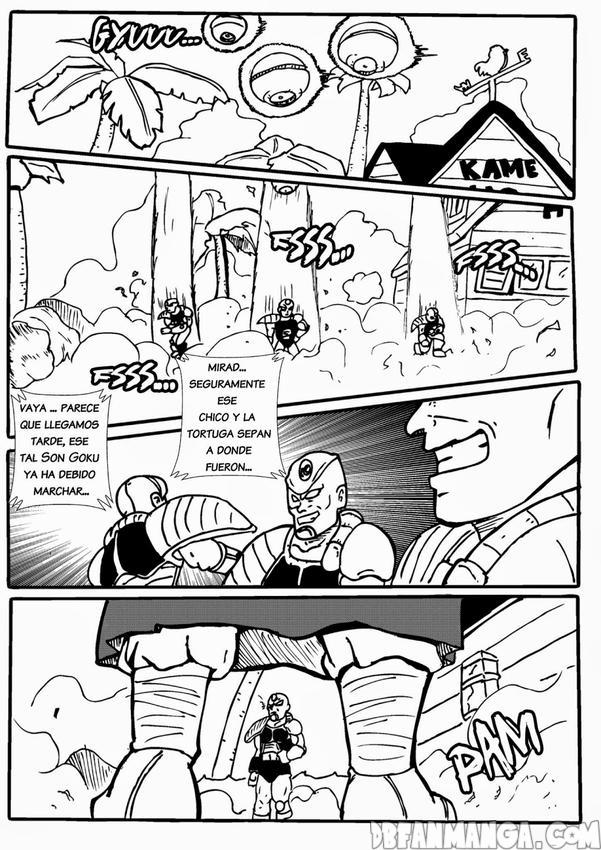 GYUUU...
KAME
FSSS...
FSSS...
FSSS...
VAYA ... PARECE
QUE LLEGAMOS
TARDE, ESE
TAL SON GOKU
YA HA DEBIDO
MARCHAR...
MIRAD...
SEGURAMENTE
ESE
CHICO Y LA
TORTUGA SEPAN
A DONDE
FUERON...
PAM
DBFANMANGA.COM